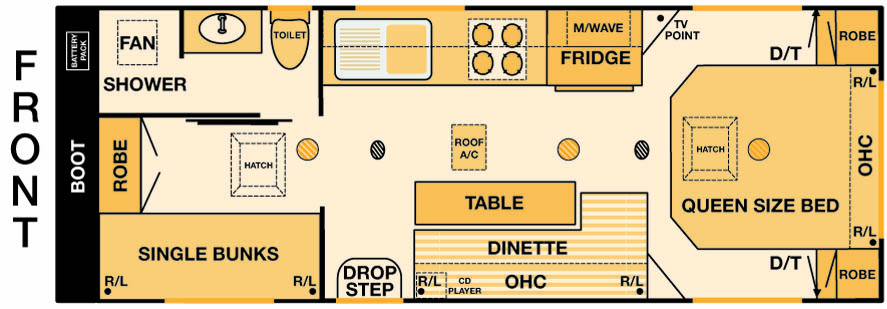 FRONT
BATTERY
PACK
BOOT
FAN
SHOWER
TOILET
ROBE
HATCH
SINGLE BUNKS
R/L
R/L
M/WAVE
FRIDGE
TV
POINT
ROOF
A/C
TABLE
DINETTE
OHC
R/L
CD
PLAYER
R/L
DROP
STEP
D/T
ROBE
R/L
HATCH
OHC
QUEEN SIZE BED
R/L
D/T
ROBE